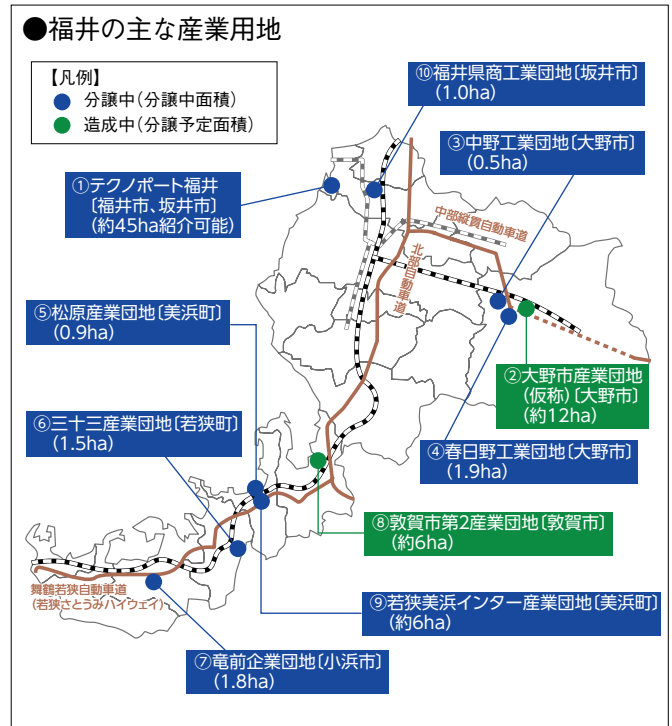 ●福井の主な産業用地
【凡例】
分譲中(分譲中面積)
造成中(分譲予定面積)
⑩福井県商工業団地〔坂井市〕
(1.0ha)
③中野工業団地〔大野市〕
(0.5ha)
①テクノポート福井
〔福井市、坂井市〕
(約45ha紹介可能)
中部縦貫自動車道
北部自動車道
⑤松原産業団地〔美浜町〕
(0.9ha)
②大野市産業団地
(仮称)〔大野市〕
(約12ha)
⑥三十三産業団地〔若狭町〕
(1.5ha)
④春日野工業団地〔大野市〕
(1.9ha)
⑧敦賀市第2産業団地〔敦賀市〕
(約6ha)
舞鶴若狭自動車道
(若狭さとうみハイウェイ)
⑨若狭美浜インター産業団地〔美浜町〕
(約6ha)
⑦竜前企業団地〔小浜市〕
(1.8ha)